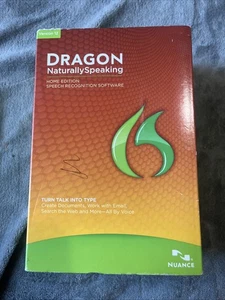 DRAGON
NaturallySpeaking
HOME EDITION
SPEECH RECOGNITION SOFTWARE
TURN TALK INTO TYPE
Create Documents, Work with Email,
Search the Web and More–All By Voice
NUANCE